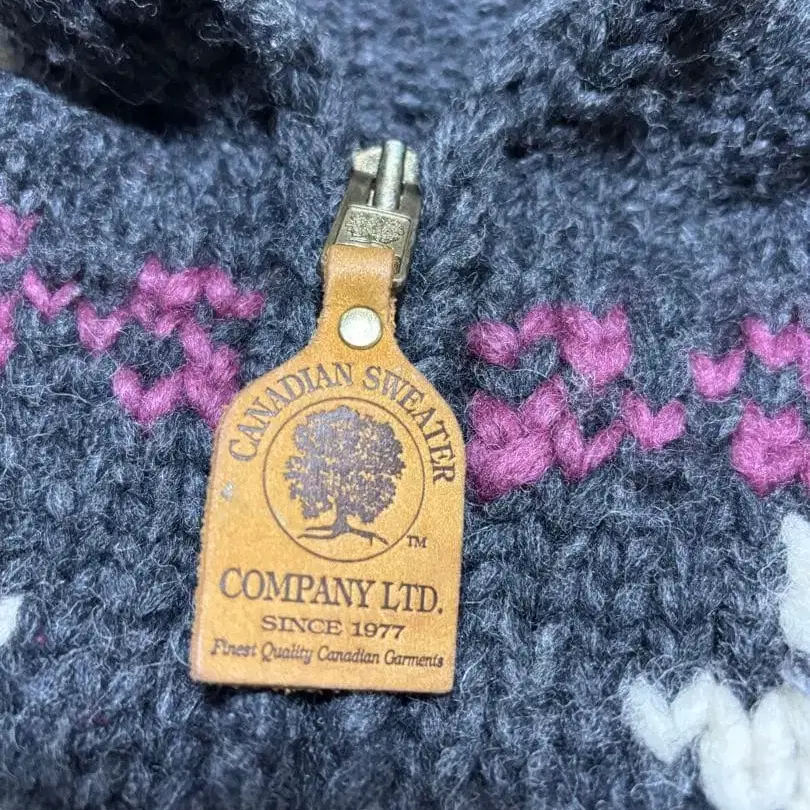 CANADIAN SWEATER
TM
COMPANY LTD.
SINCE 1977
Finest Quality Canadian Garments